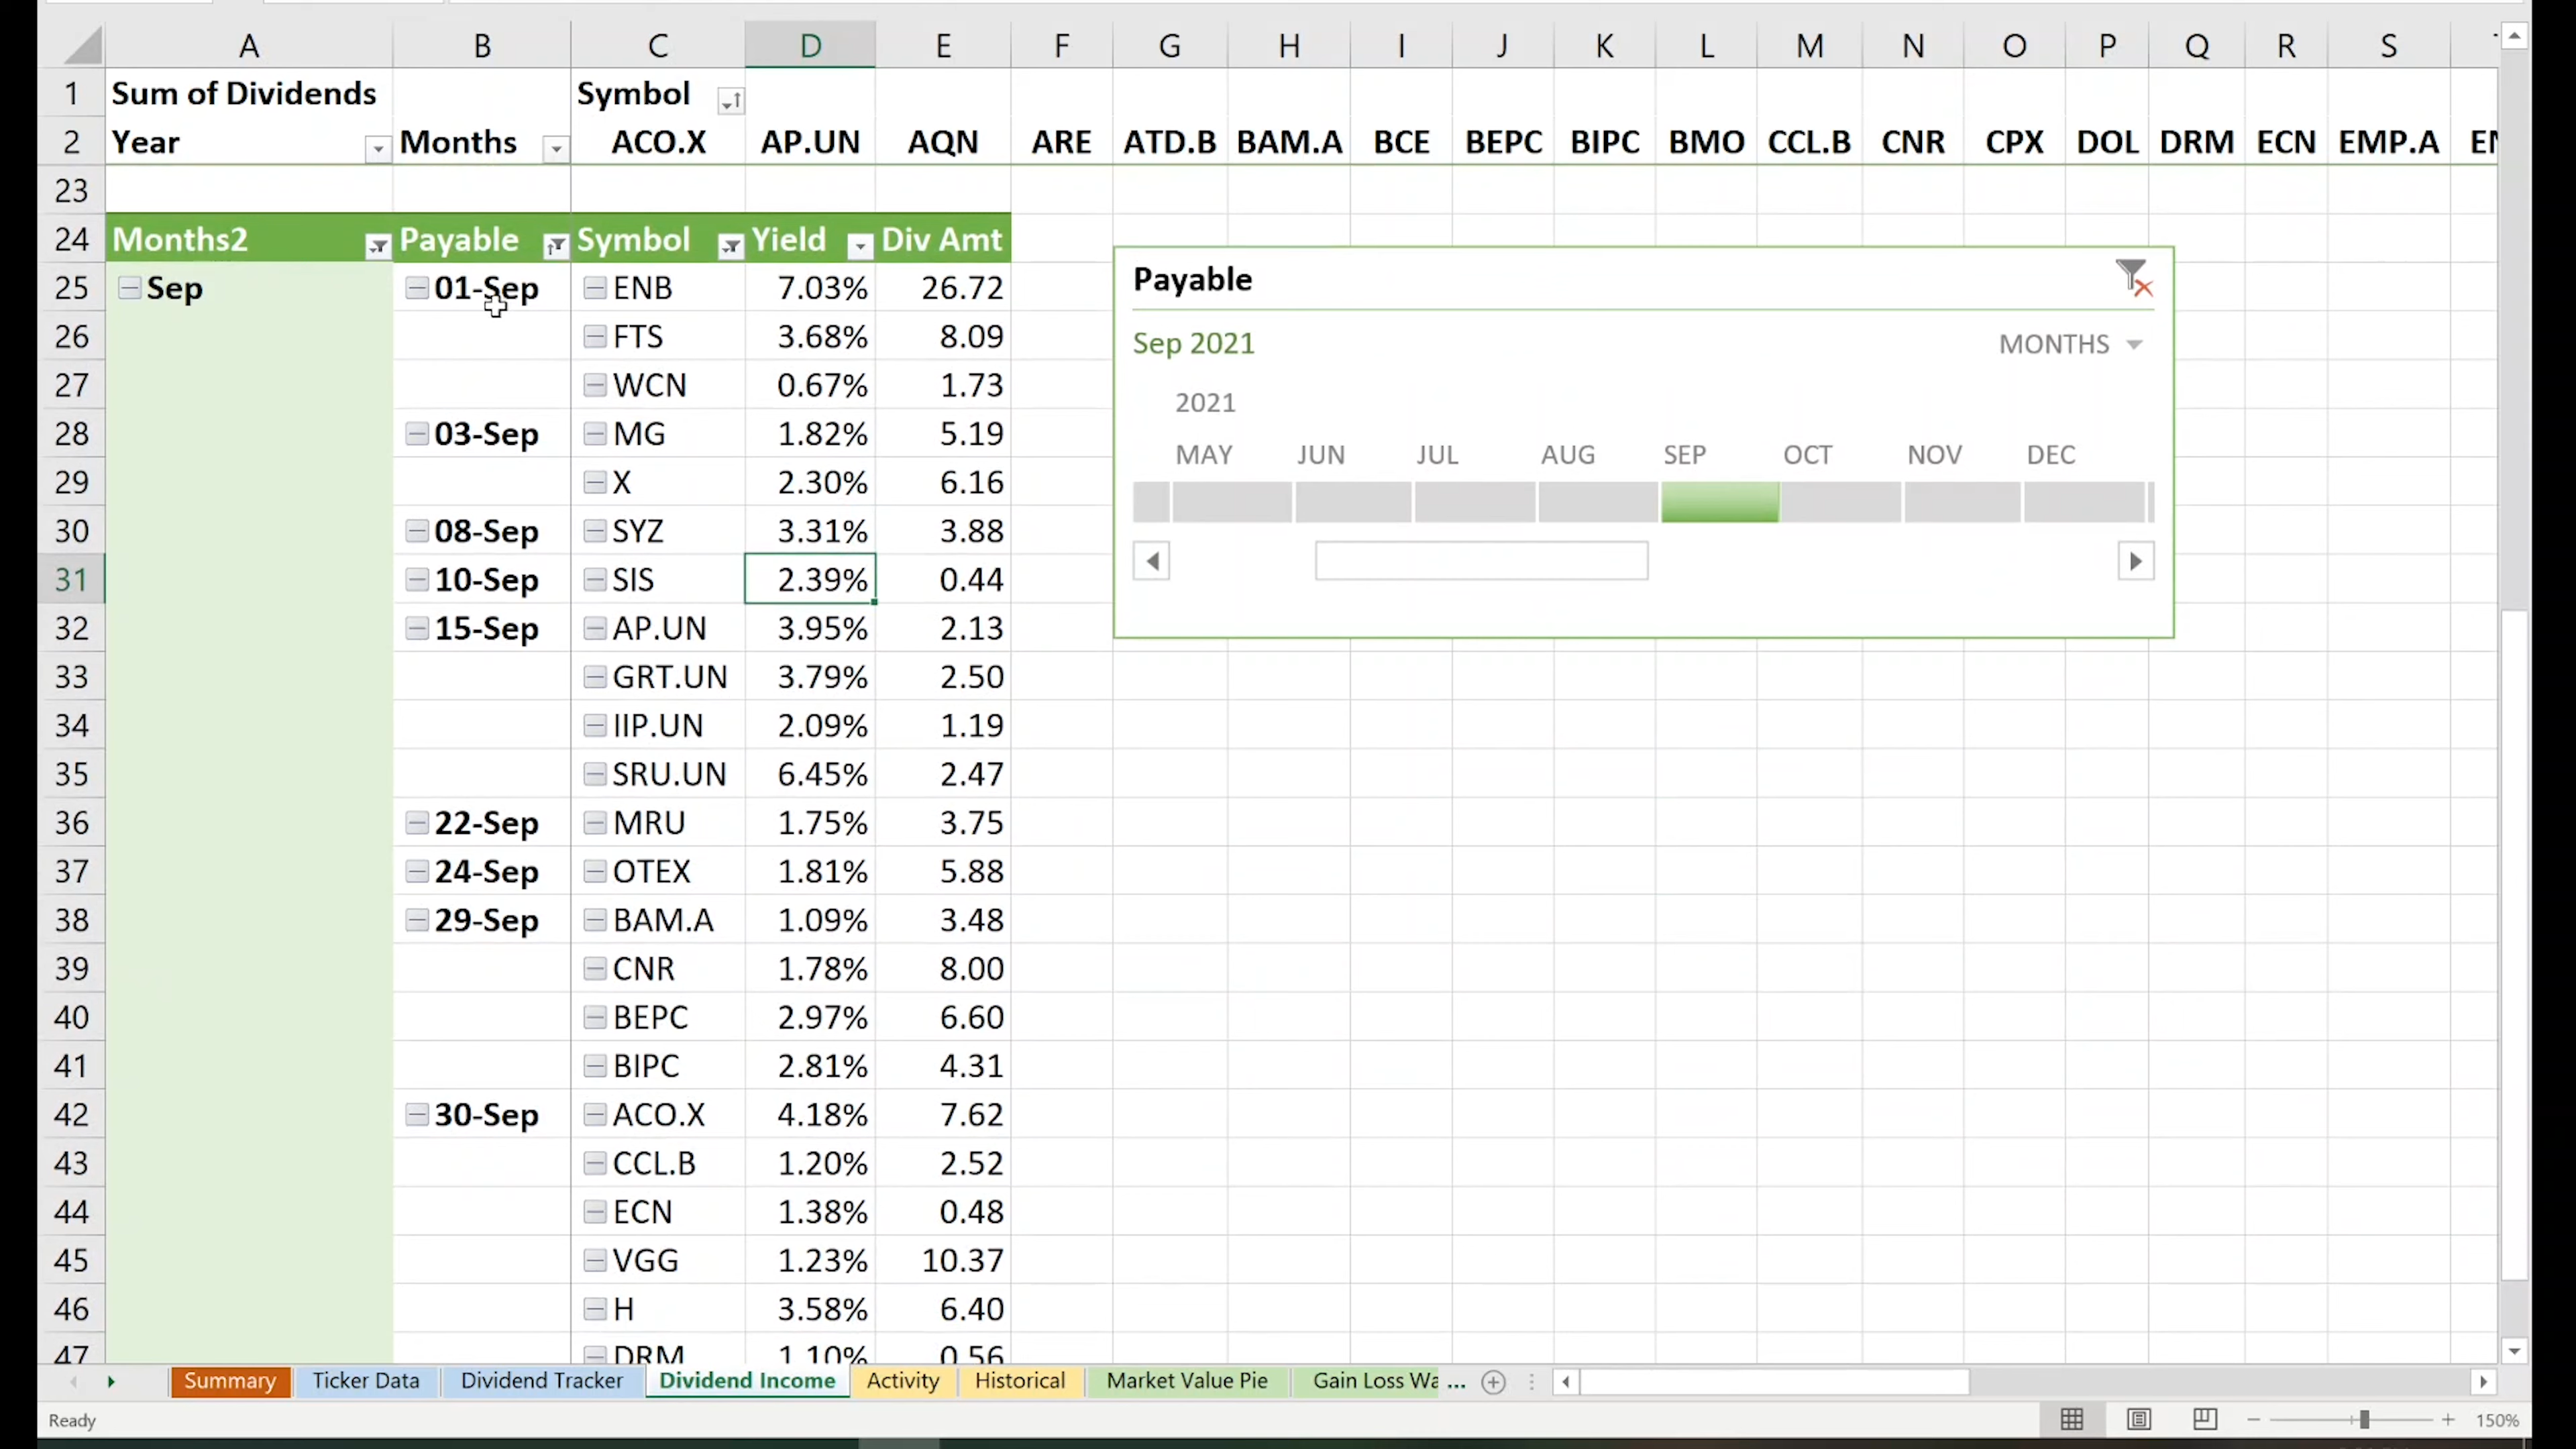 A B C D E F G H I J K L M N O P Q R S
1 Sum of Dividends Symbol
2 Year Months ACO.X AP.UN AQN ARE ATD.B BAM.A BCE BEPC BIPC BMO CCL.B CNR CPX DOL DRM ECN EMP.A
23
24 Months2 Payable Symbol Yield Div Amt
25 Sep 01-Sep ENB 7.03% 26.72
26 FTS 3.68% 8.09
27 WCN 0.67% 1.73
28 03-Sep MG 1.82% 5.19
29 X 2.30% 6.16
30 08-Sep SYZ 3.31% 3.88
31 10-Sep SIS 2.39% 0.44
32 15-Sep AP.UN 3.95% 2.13
33 GRT.UN 3.79% 2.50
34 IIP.UN 2.09% 1.19
35 SRU.UN 6.45% 2.47
36 22-Sep MRU 1.75% 3.75
37 24-Sep OTEX 1.81% 5.88
38 29-Sep BAM.A 1.09% 3.48
39 CNR 1.78% 8.00
40 BEPC 2.97% 6.60
41 BIPC 2.81% 4.31
42 30-Sep ACO.X 4.18% 7.62
43 CCL.B 1.20% 2.52
44 ECN 1.38% 0.48
45 VGG 1.23% 10.37
46 H 3.58% 6.40
47 DRM 1.10% 0.56
Payable
Sep 2021 MONTHS
2021
MAY JUN JUL AUG SEP OCT NOV DEC
Summary Ticker Data Dividend Tracker Dividend Income Activity Historical Market Value Pie Gain Loss Wa ...
Ready 150%